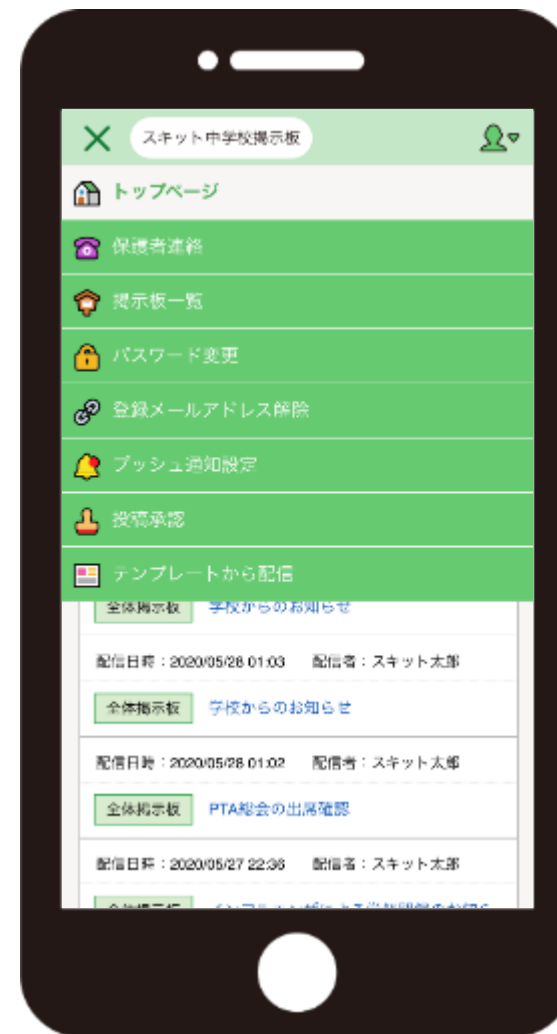 スキット中学校掲示板
トップページ
保護者連絡
掲示板一覧
パスワード変更
登録メールアドレス解除
プッシュ通知設定
投稿承認
テンプレートから配信
全体掲示板 学校からのお知らせ
配信日時：2020/05/28 01:03 配信者：スキット太郎
全体掲示板 学校からのお知らせ
配信日時：2020/05/28 01:02 配信者：スキット太郎
全体掲示板 PTA総会の出席確認
配信日時：2020/05/27 22:36 配信者：スキット太郎